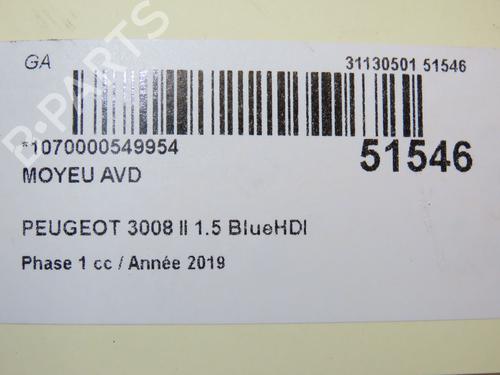 GA
31130501 51546
B-PARTS
*1070000549954
51546
MOYEU AVD
PEUGEOT 3008 II 1.5 BlueHDI
Phase 1 cc / Année 2019